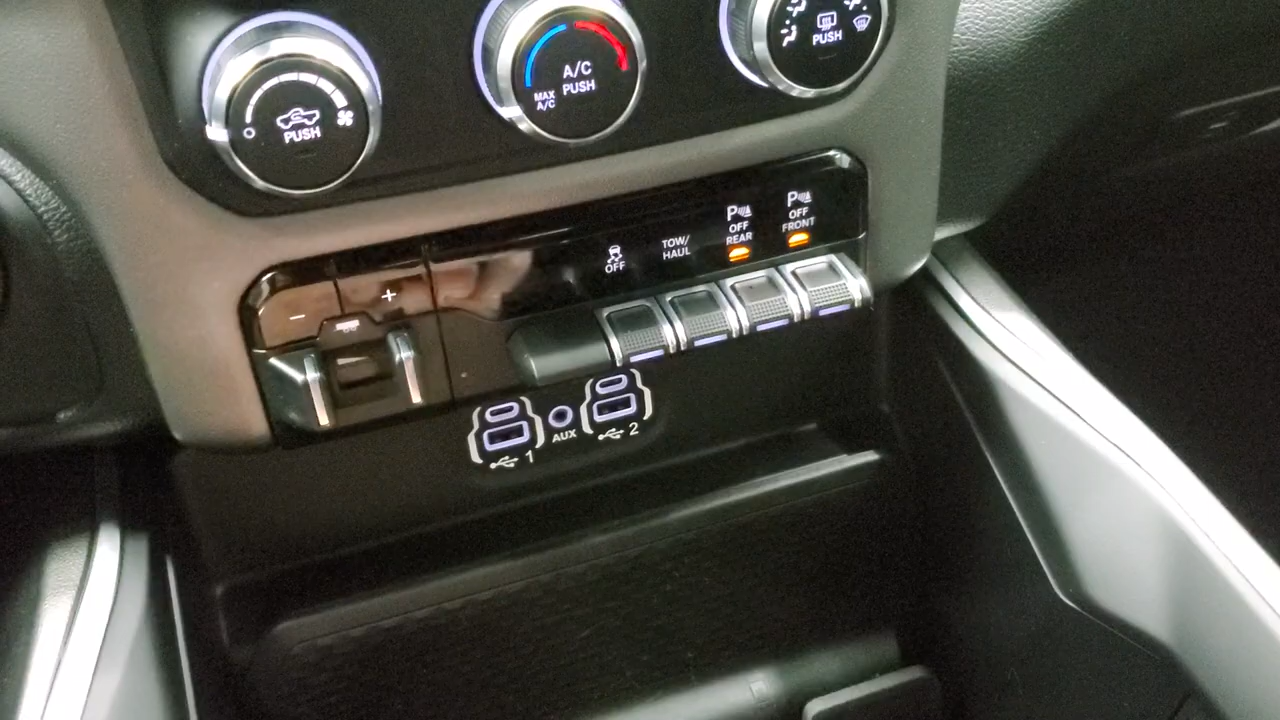 PUSH
A/C
PUSH
MAX
A/C
PUSH
- +
OFF
TOW/
HAUL
P
OFF
REAR
P
OFF
FRONT
1
AUX
2